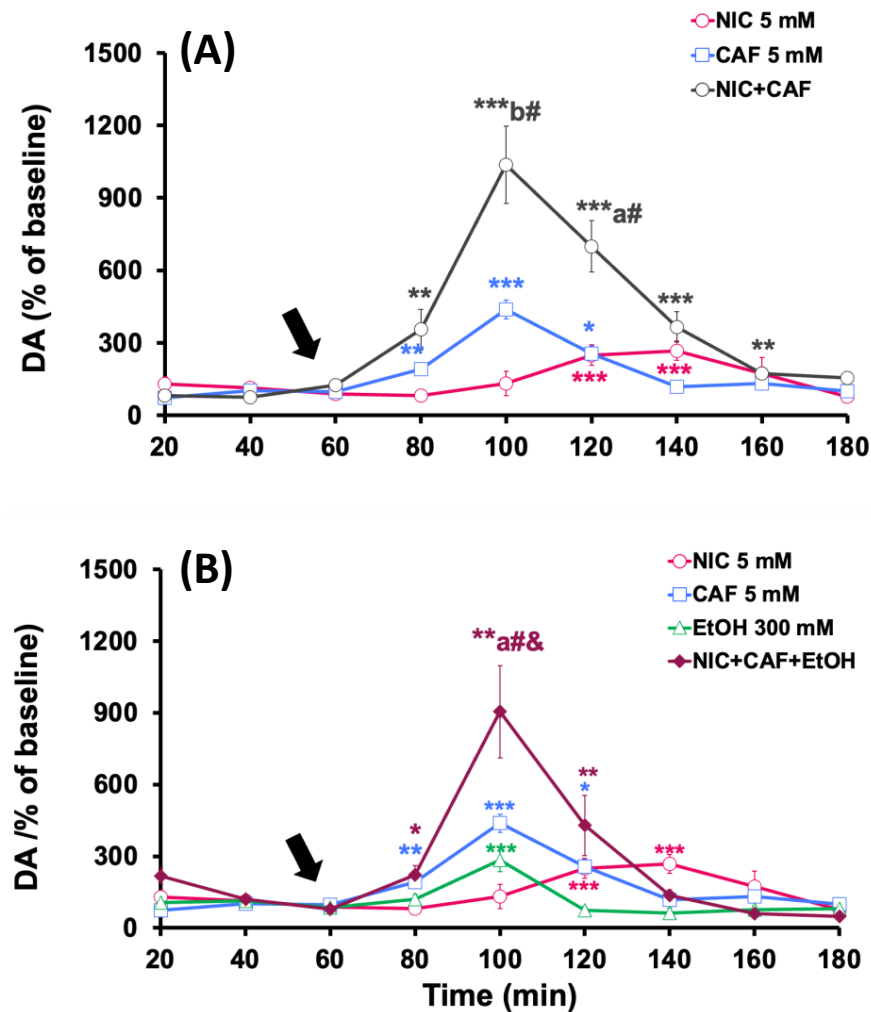 (A)
NIC 5 mM
CAF 5 mM
NIC+CAF
DA (% of baseline)
1500
1200
900
600
300
0
***b#
***a#
**
***
***
**
*
***
**
***
***
20 40 60 80 100 120 140 160 180
(B)
NIC 5 mM
CAF 5 mM
EtOH 300 mM
NIC+CAF+EtOH
DA /% of baseline)
1500
1200
900
600
300
0
**a#&
**
*
***
*
**
***
***
***
20 40 60 80 100 120 140 160 180
Time (min)